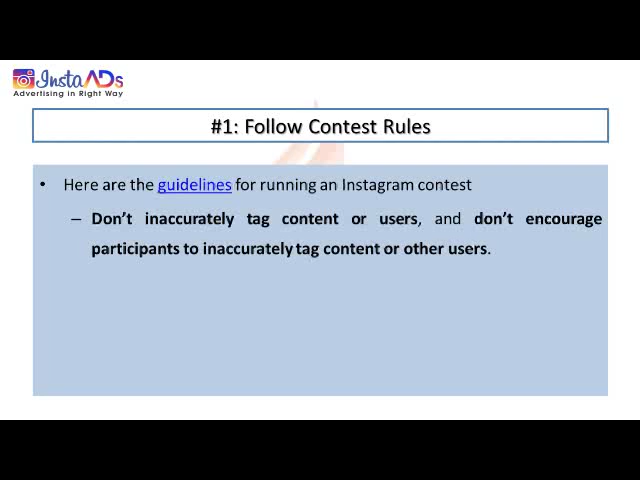 InstaADs
Advertising in Right Way
#1: Follow Contest Rules
• Here are the guidelines for running an Instagram contest
– Don’t inaccurately tag content or users, and don’t encourage
participants to inaccurately tag content or other users.